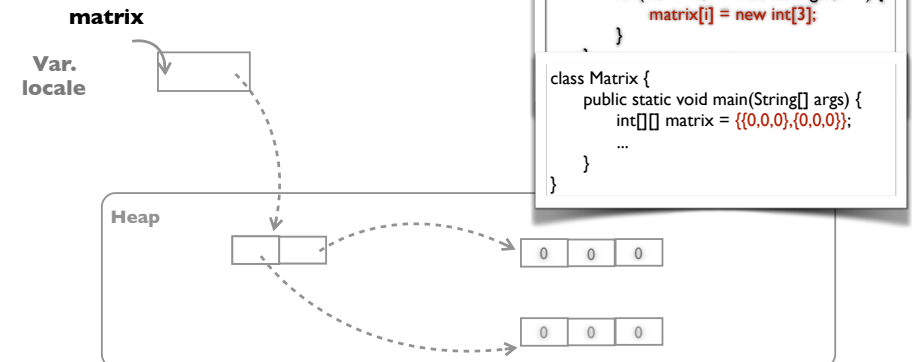 matrix
Var.
locale
matrix[i] = new int[3];
}
}
class Matrix {
public static void main(String[] args) {
int[][] matrix = {{0,0,0},{0,0,0}};
...
}
}
Heap
0 0 0
0 0 0